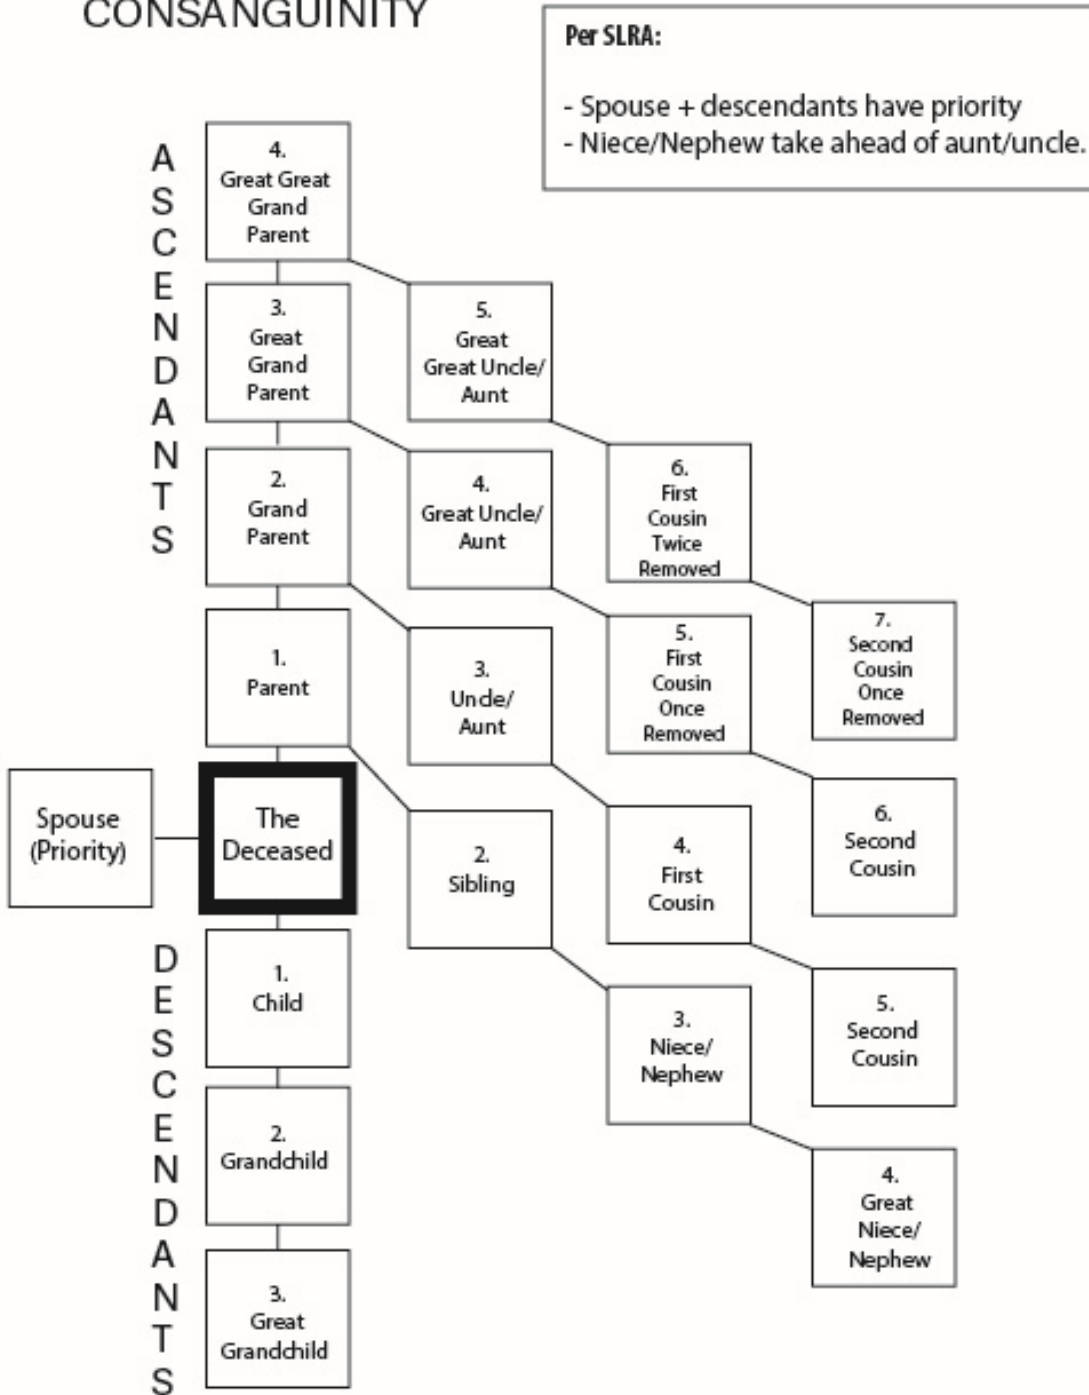 CONSANGUINITY
Per SLRA:
- Spouse + descendants have priority
- Niece/Nephew take ahead of aunt/uncle.
ASCENDANTS
4.
Great Great
Grand
Parent
3.
Great
Grand
Parent
5.
Great
Great Uncle/
Aunt
2.
Grand
Parent
4.
Great Uncle/
Aunt
6.
First
Cousin
Twice
Removed
1.
Parent
3.
Uncle/
Aunt
5.
First
Cousin
Once
Removed
7.
Second
Cousin
Once
Removed
Spouse
(Priority)
The
Deceased
2.
Sibling
4.
First
Cousin
6.
Second
Cousin
DESCENDANTS
1.
Child
3.
Niece/
Nephew
5.
Second
Cousin
2.
Grandchild
4.
Great
Niece/
Nephew
3.
Great
Grandchild